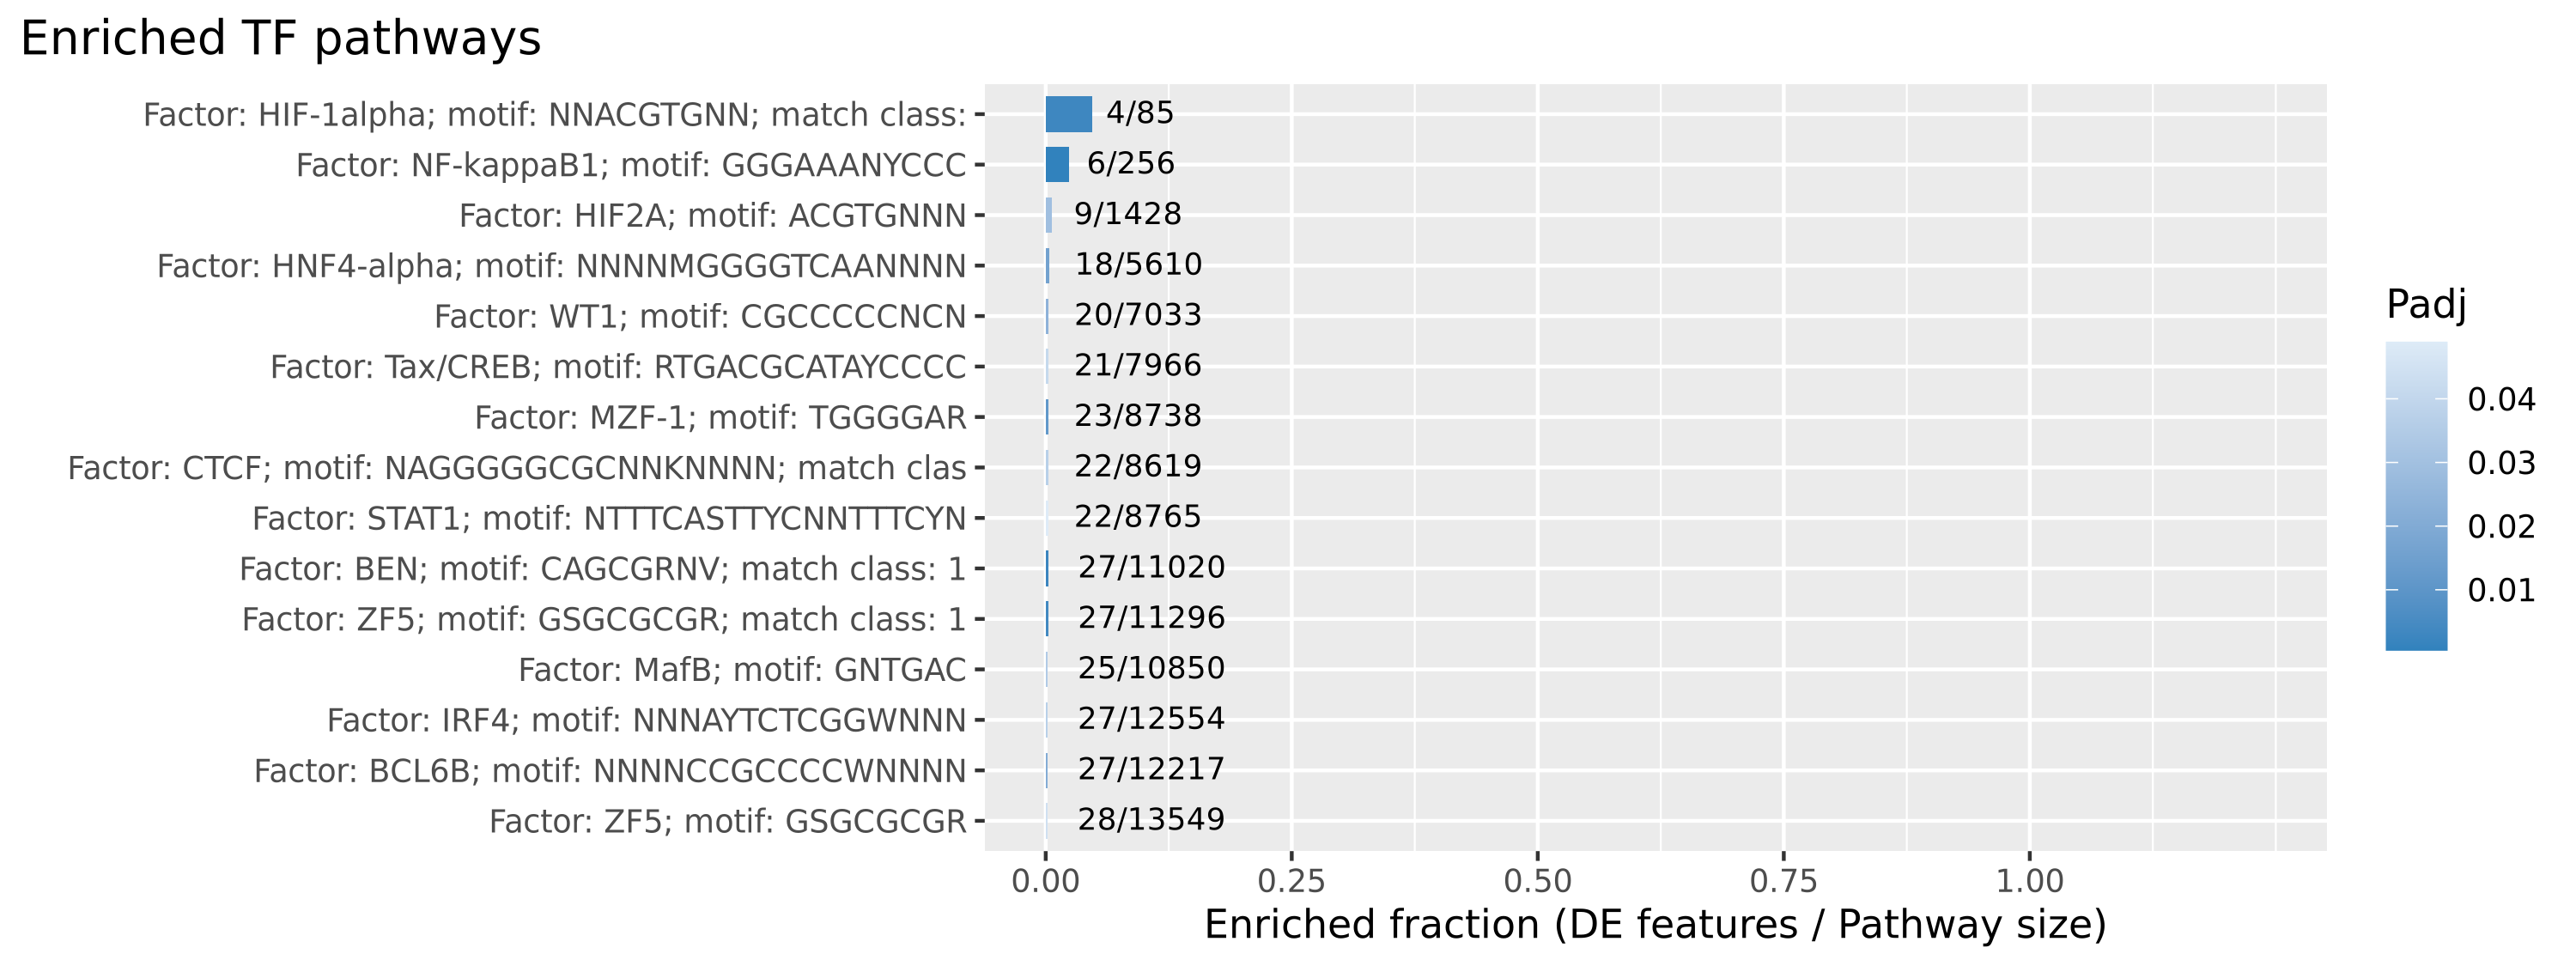 Enriched TF pathways
Factor: HIF-1alpha; motif: NNACGTGNN; match class: 4/85
Factor: NF-kappaB1; motif: GGGAAANYCCC 6/256
Factor: HIF2A; motif: ACGTGNNN 9/1428
Factor: HNF4-alpha; motif: NNNNMGGGGTCAANNNN 18/5610
Factor: WT1; motif: CGCCCCCNCN 20/7033
Factor: Tax/CREB; motif: RTGACGCATAYCCCC 21/7966
Factor: MZF-1; motif: TGGGGAR 23/8738
Factor: CTCF; motif: NAGGGGGCGCNNKNNNN; match clas 22/8619
Factor: STAT1; motif: NTTTCASTTYCNNTTTCYN 22/8765
Factor: BEN; motif: CAGCGRNV; match class: 1 27/11020
Factor: ZF5; motif: GSGCGCGR; match class: 1 27/11296
Factor: MafB; motif: GNTGAC 25/10850
Factor: IRF4; motif: NNNAYTCTCGGWNNN 27/12554
Factor: BCL6B; motif: NNNNCCGCCCCWNNNN 27/12217
Factor: ZF5; motif: GSGCGCGR 28/13549
0.00 0.25 0.50 0.75 1.00
Enriched fraction (DE features / Pathway size)
Padj
0.04
0.03
0.02
0.01